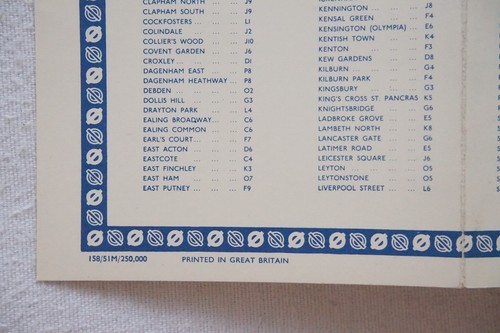 CLAPHAM NORTH ... ... J9
CLAPHAM SOUTH ... ... J9
COCKFOSTERS ... ... L1
COLINDALE ... ... J2
COLLIER'S WOOD ... ... J10
COVENT GARDEN ... ... J6
CROXLEY ... ... ... D1
DAGENHAM EAST ... ... P8
DAGENHAM HEATHWAY ... P8
DEBDEN ... ... ... O2
DOLLIS HILL ... ... G3
DRAYTON PARK ... ... L4
EALING BROADWAY ... ... C6
EALING COMMON ... ... C6
EARL'S COURT ... ... F7
EAST ACTON ... ... ... D6
EASTCOTE ... ... ... C4
EAST FINCHLEY ... ... K3
EAST HAM ... ... ... O7
EAST PUTNEY ... ... ... F9
KENNINGTON ... ... ... J8
KENSAL GREEN ... ... F4
KENSINGTON (OLYMPIA) ... E6
KENTISH TOWN ... ... K4
KENTON ... ... ... F3
KEW GARDENS ... ... D8
KILBURN ... ... ... G4
KILBURN PARK ... ... F4
KINGSBURY ... ... ... G3
KING'S CROSS ST. PANCRAS K5
KNIGHTSBRIDGE ... ... G6
LADBROKE GROVE ... ... E5
LAMBETH NORTH ... ... K8
LANCASTER GATE ... ... G6
LATIMER ROAD ... ... E5
LEICESTER SQUARE ... ... J6
LEYTON ... ... ... O5
LEYTONSTONE ... ... O5
LIVERPOOL STREET ... ... L6
158/51M/250,000 PRINTED IN GREAT BRITAIN